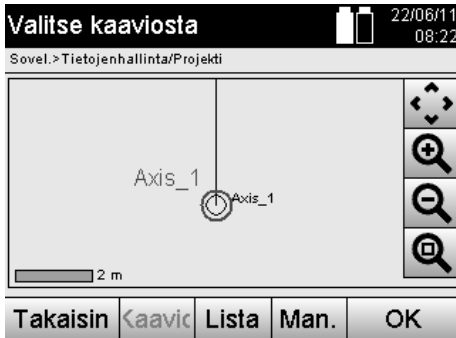 Valitse kaaviosta
22/06/11
08:22
Sovel.>Tietojenhallinta/Projekti
Axis_1
Axis_1
2 m
Takaisin Kaavio Lista Man. OK